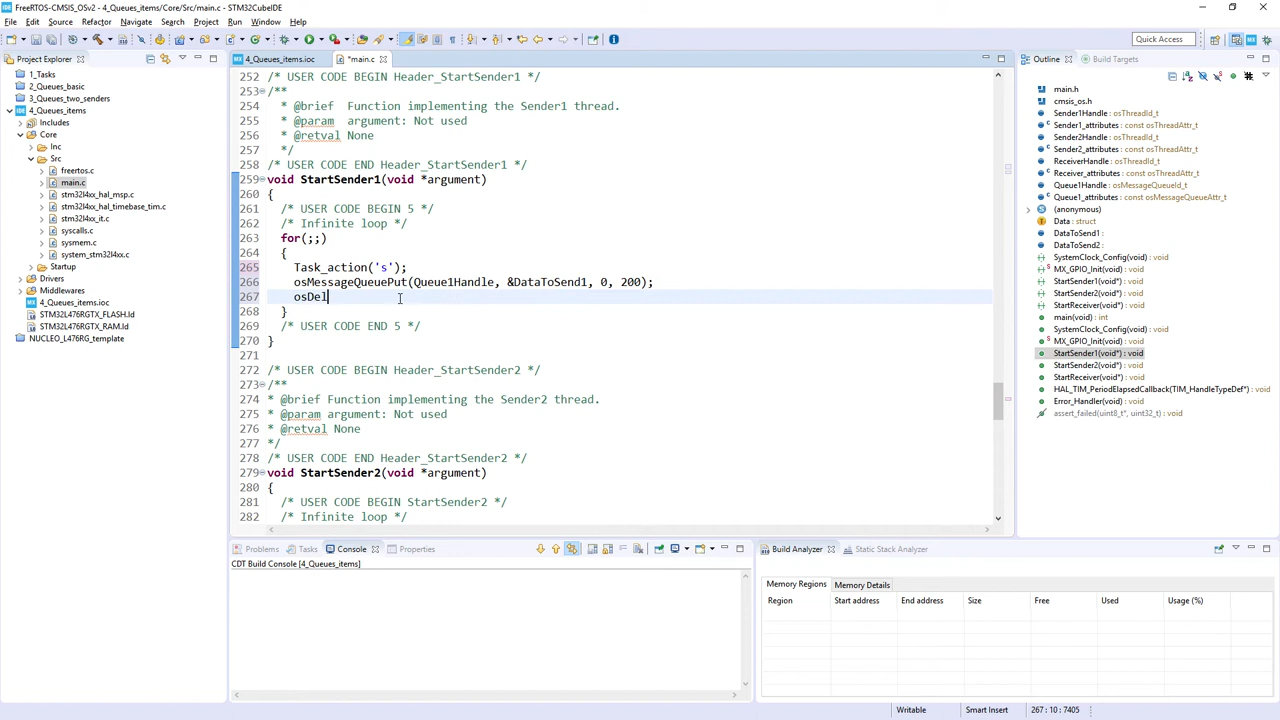 FreeRTOS-CMSIS_OSv2 - 4_Queues_items/Core/Src/main.c - STM32CubeIDE
File Edit Source Refactor Navigate Search Project Run Window Help
Quick Access
Project Explorer
1_Tasks
2_Queues_basic
3_Queues_two_senders
4_Queues_items
Includes
Core
Inc
Src
freertos.c
main.c
stm32l4xx_hal_msp.c
stm32l4xx_hal_timebase_tim.c
stm32l4xx_it.c
syscalls.c
sysmem.c
system_stm32l4xx.c
Startup
Drivers
Middlewares
4_Queues_items.ioc
STM32L476RGTX_FLASH.ld
STM32L476RGTX_RAM.ld
NUCLEO_L476RG_template
4_Queues_items.ioc
*main.c
252 /* USER CODE BEGIN Header_StartSender1 */
253 /**
254 * @brief Function implementing the Sender1 thread.
255 * @param argument: Not used
256 * @retval None
257 */
258 /* USER CODE END Header_StartSender1 */
259 void StartSender1(void *argument)
260 {
261 /* USER CODE BEGIN 5 */
262 /* Infinite loop */
263 for(;;)
264 {
265 Task_action('s');
266 osMessageQueuePut(Queue1Handle, &DataToSend1, 0, 200);
267 osDel
268 }
269 /* USER CODE END 5 */
270 }
271
272 /* USER CODE BEGIN Header_StartSender2 */
273 /**
274 * @brief Function implementing the Sender2 thread.
275 * @param argument: Not used
276 * @retval None
277 */
278 /* USER CODE END Header_StartSender2 */
279 void StartSender2(void *argument)
280 {
281 /* USER CODE BEGIN StartSender2 */
282 /* Infinite loop */
Outline
Build Targets
main.h
cmsis_os.h
Sender1Handle : osThreadId_t
Sender1_attributes : const osThreadAttr_t
Sender2Handle : osThreadId_t
Sender2_attributes : const osThreadAttr_t
ReceiverHandle : osThreadId_t
Receiver_attributes : const osThreadAttr_t
Queue1Handle : osMessageQueueId_t
Queue1_attributes : const osMessageQueueAttr_t
(anonymous)
Data : struct
DataToSend1 :
DataToSend2 :
SystemClock_Config(void) : void
MX_GPIO_Init(void) : void
StartSender1(void*) : void
StartSender2(void*) : void
StartReceiver(void*) : void
main(void) : int
SystemClock_Config(void) : void
MX_GPIO_Init(void) : void
StartSender1(void*) : void
StartSender2(void*) : void
StartReceiver(void*) : void
HAL_TIM_PeriodElapsedCallback(TIM_HandleTypeDef*) : void
Error_Handler(void) : void
assert_failed(uint8_t*, uint32_t) : void
Problems Tasks Console Properties
CDT Build Console [4_Queues_items]
Build Analyzer Static Stack Analyzer
Memory Regions Memory Details
Region Start address End address Size Free Used Usage (%)
Writable Smart Insert 267 : 10 : 7405